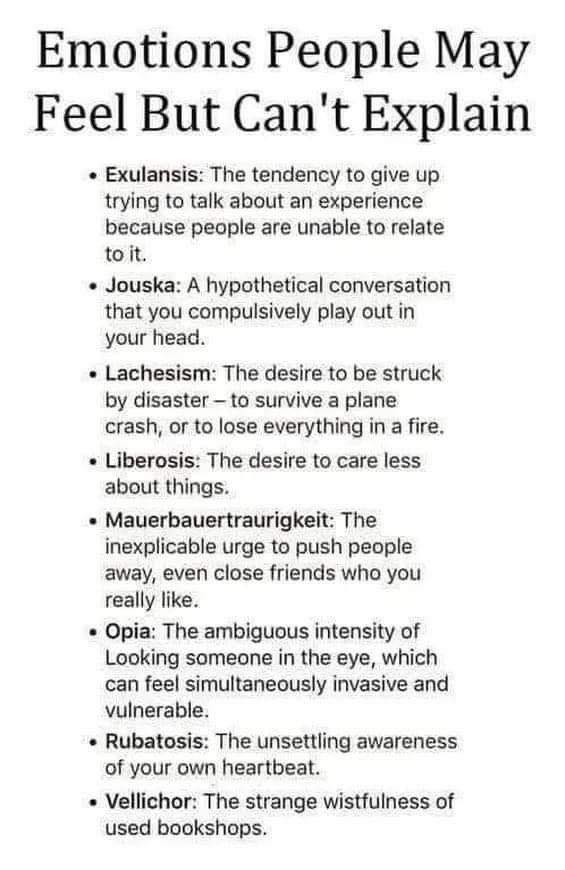 Emotions People May
Feel But Can't Explain
• Exulansis: The tendency to give up
trying to talk about an experience
because people are unable to relate
to it.
• Jouska: A hypothetical conversation
that you compulsively play out in
your head.
• Lachesism: The desire to be struck
by disaster – to survive a plane
crash, or to lose everything in a fire.
• Liberosis: The desire to care less
about things.
• Mauerbauertraurigkeit: The
inexplicable urge to push people
away, even close friends who you
really like.
• Opia: The ambiguous intensity of
Looking someone in the eye, which
can feel simultaneously invasive and
vulnerable.
• Rubatosis: The unsettling awareness
of your own heartbeat.
• Vellichor: The strange wistfulness of
used bookshops.